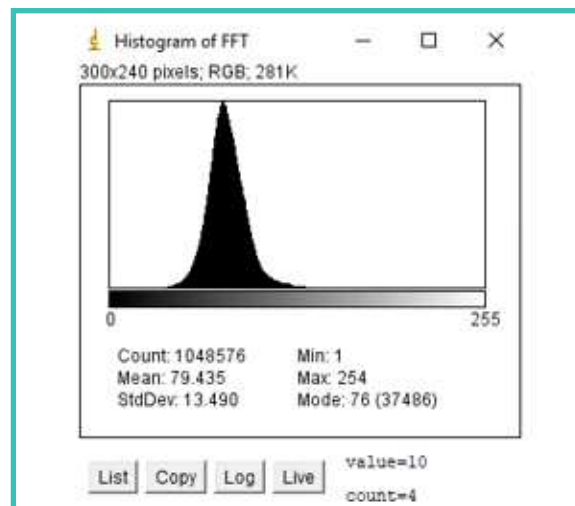 Histogram of FFT
300x240 pixels; RGB; 281K
0 255
Count: 1048576 Min: 1
Mean: 79.435 Max: 254
StdDev: 13.490 Mode: 76 (37486)
List Copy Log Live value=10
count=4